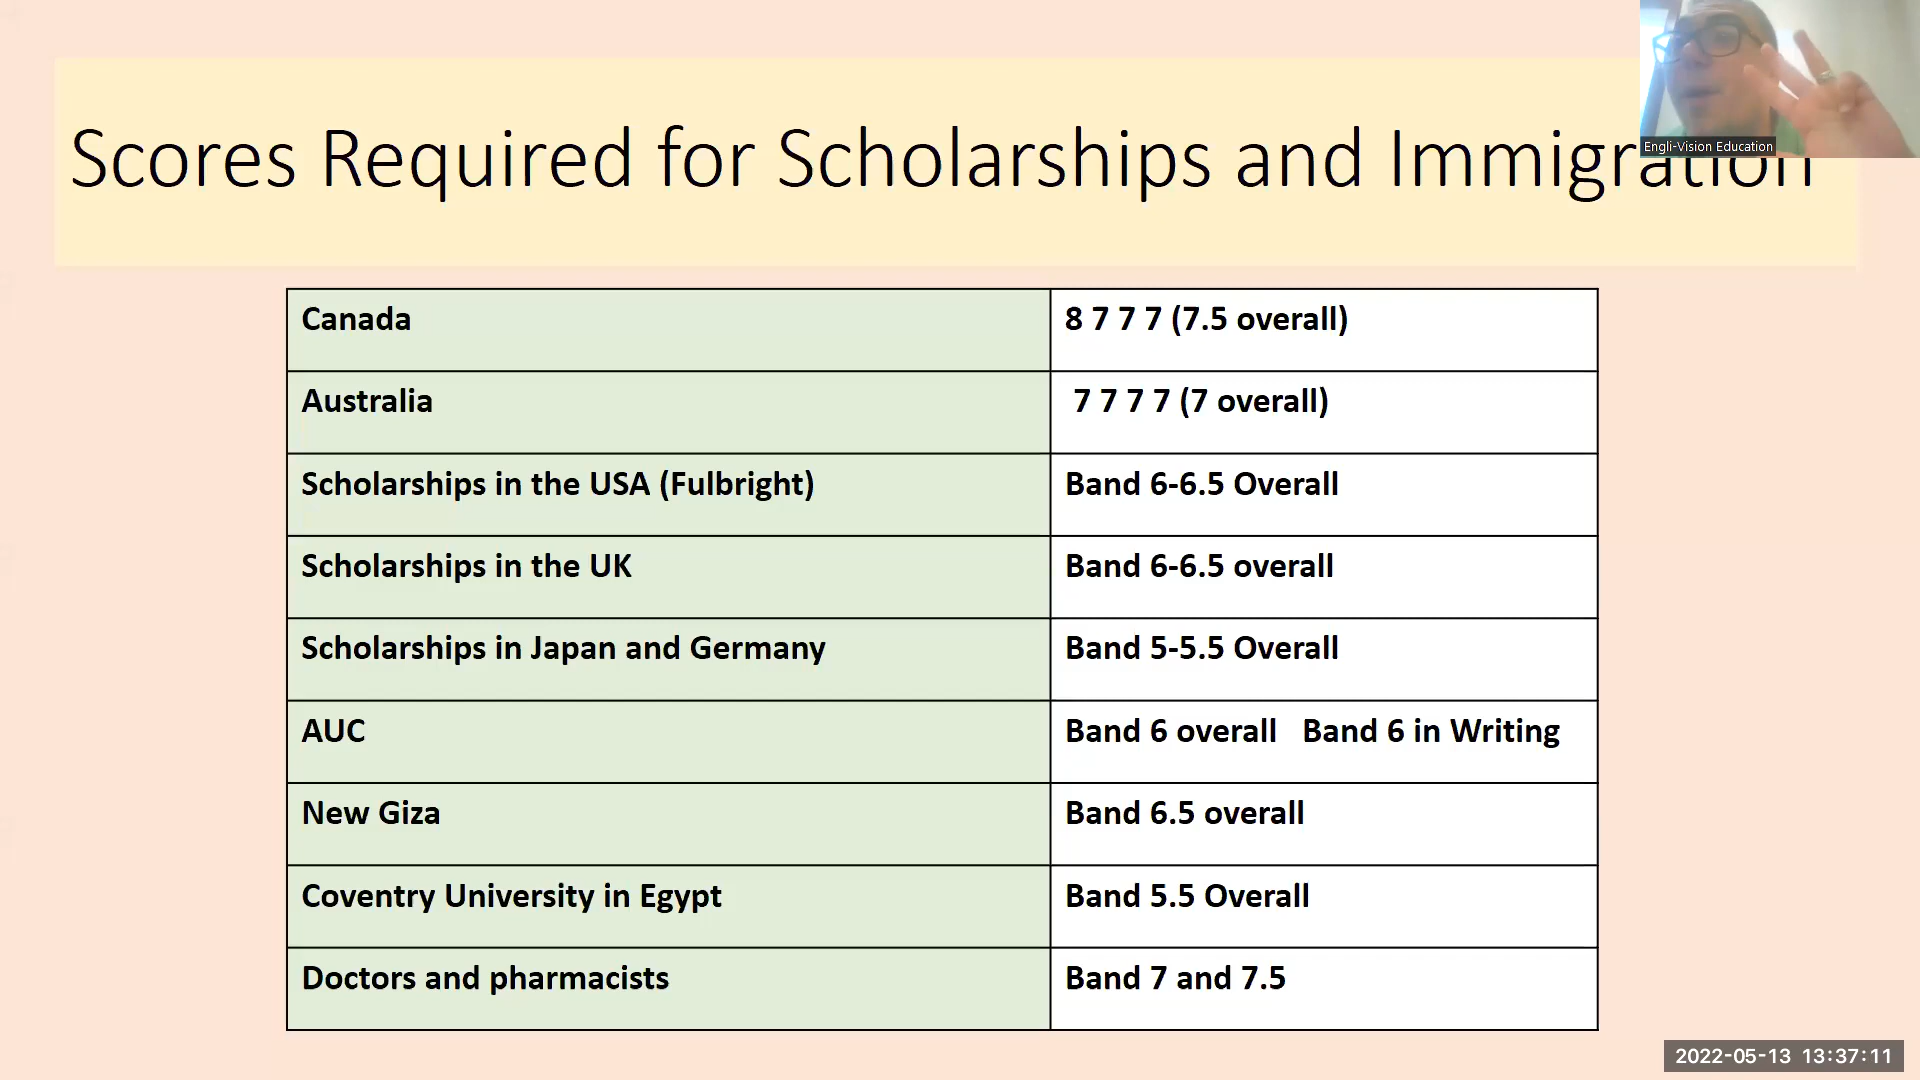 Scores Required for Scholarships and Immigration
Engli-Vision Education
Canada 8 7 7 7 (7.5 overall)
Australia 7 7 7 7 (7 overall)
Scholarships in the USA (Fulbright) Band 6-6.5 Overall
Scholarships in the UK Band 6-6.5 overall
Scholarships in Japan and Germany Band 5-5.5 Overall
AUC Band 6 overall Band 6 in Writing
New Giza Band 6.5 overall
Coventry University in Egypt Band 5.5 Overall
Doctors and pharmacists Band 7 and 7.5
2022-05-13 13:37:11